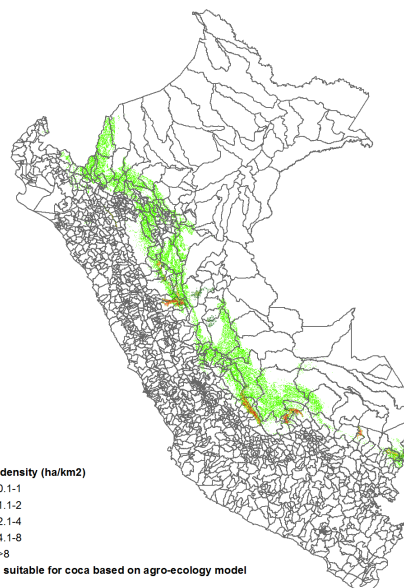 density (ha/km2)
0.1-1
1.1-2
2.1-4
4.1-8
>8
suitable for coca based on agro-ecology model